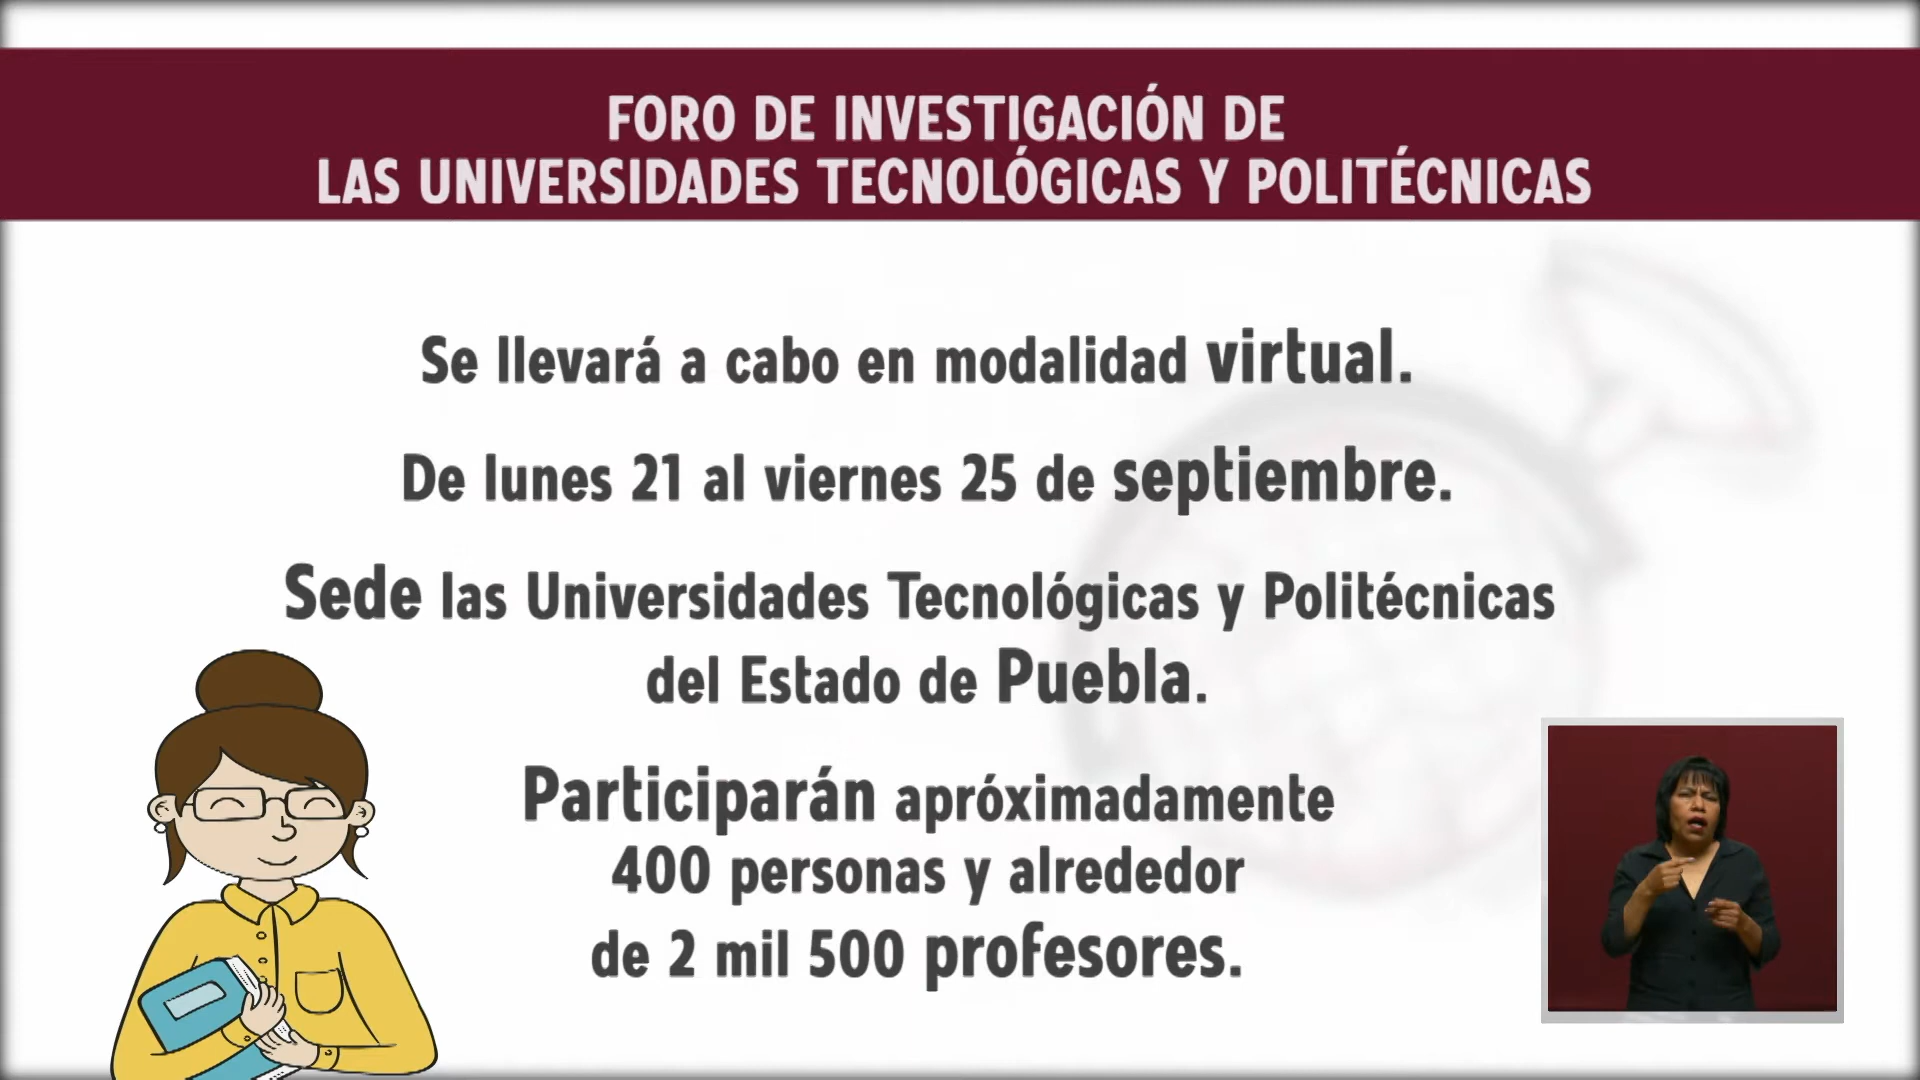 FORO DE INVESTIGACIÓN DE
LAS UNIVERSIDADES TECNOLÓGICAS Y POLITÉCNICAS
Se llevará a cabo en modalidad virtual.
De lunes 21 al viernes 25 de septiembre.
Sede las Universidades Tecnológicas y Politécnicas
del Estado de Puebla.
Participarán apróximadamente
400 personas y alrededor
de 2 mil 500 profesores.